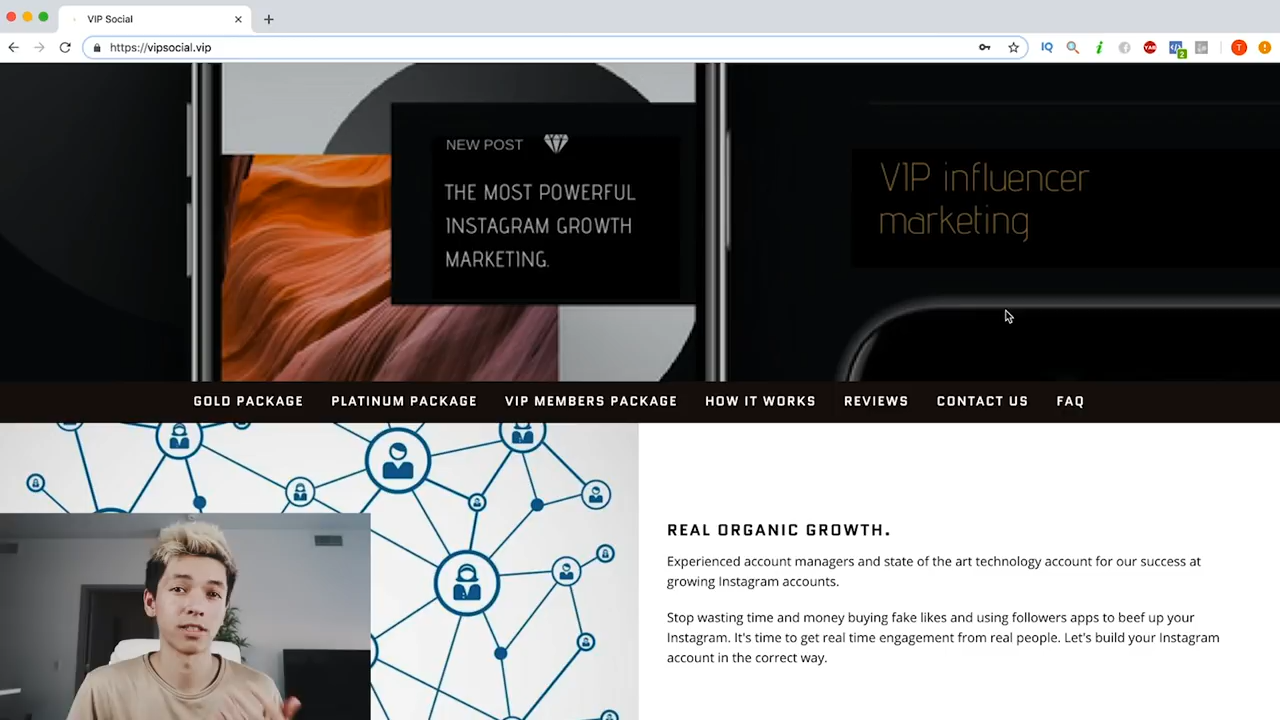 VIP Social
https://vipsocial.vip
IQ
YAB
2
T
NEW POST
THE MOST POWERFUL
INSTAGRAM GROWTH
MARKETING.
VIP influencer
marketing
GOLD PACKAGE
PLATINUM PACKAGE
VIP MEMBERS PACKAGE
HOW IT WORKS
REVIEWS
CONTACT US
FAQ
REAL ORGANIC GROWTH.
Experienced account managers and state of the art technology account for our success at
growing Instagram accounts.
Stop wasting time and money buying fake likes and using followers apps to beef up your
Instagram. It's time to get real time engagement from real people. Let's build your Instagram
account in the correct way.